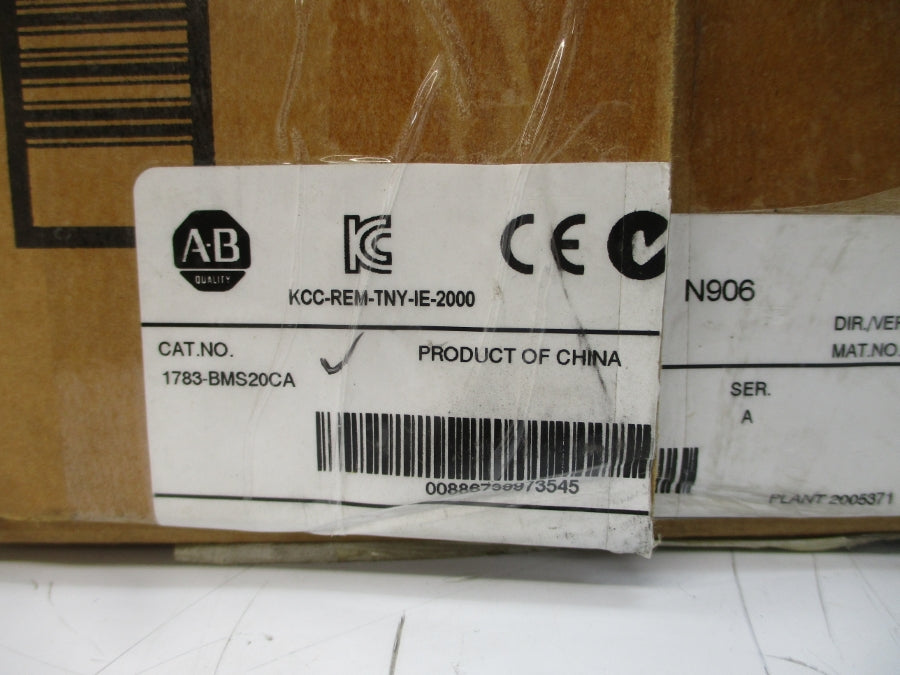 A·B
QUALITY
KCC-REM-TNY-IE-2000
N906
DIR./VER
MAT.NO.
CAT.NO.
1783-BMS20CA
PRODUCT OF CHINA
SER.
A
00886739973545
PLANT 2005371